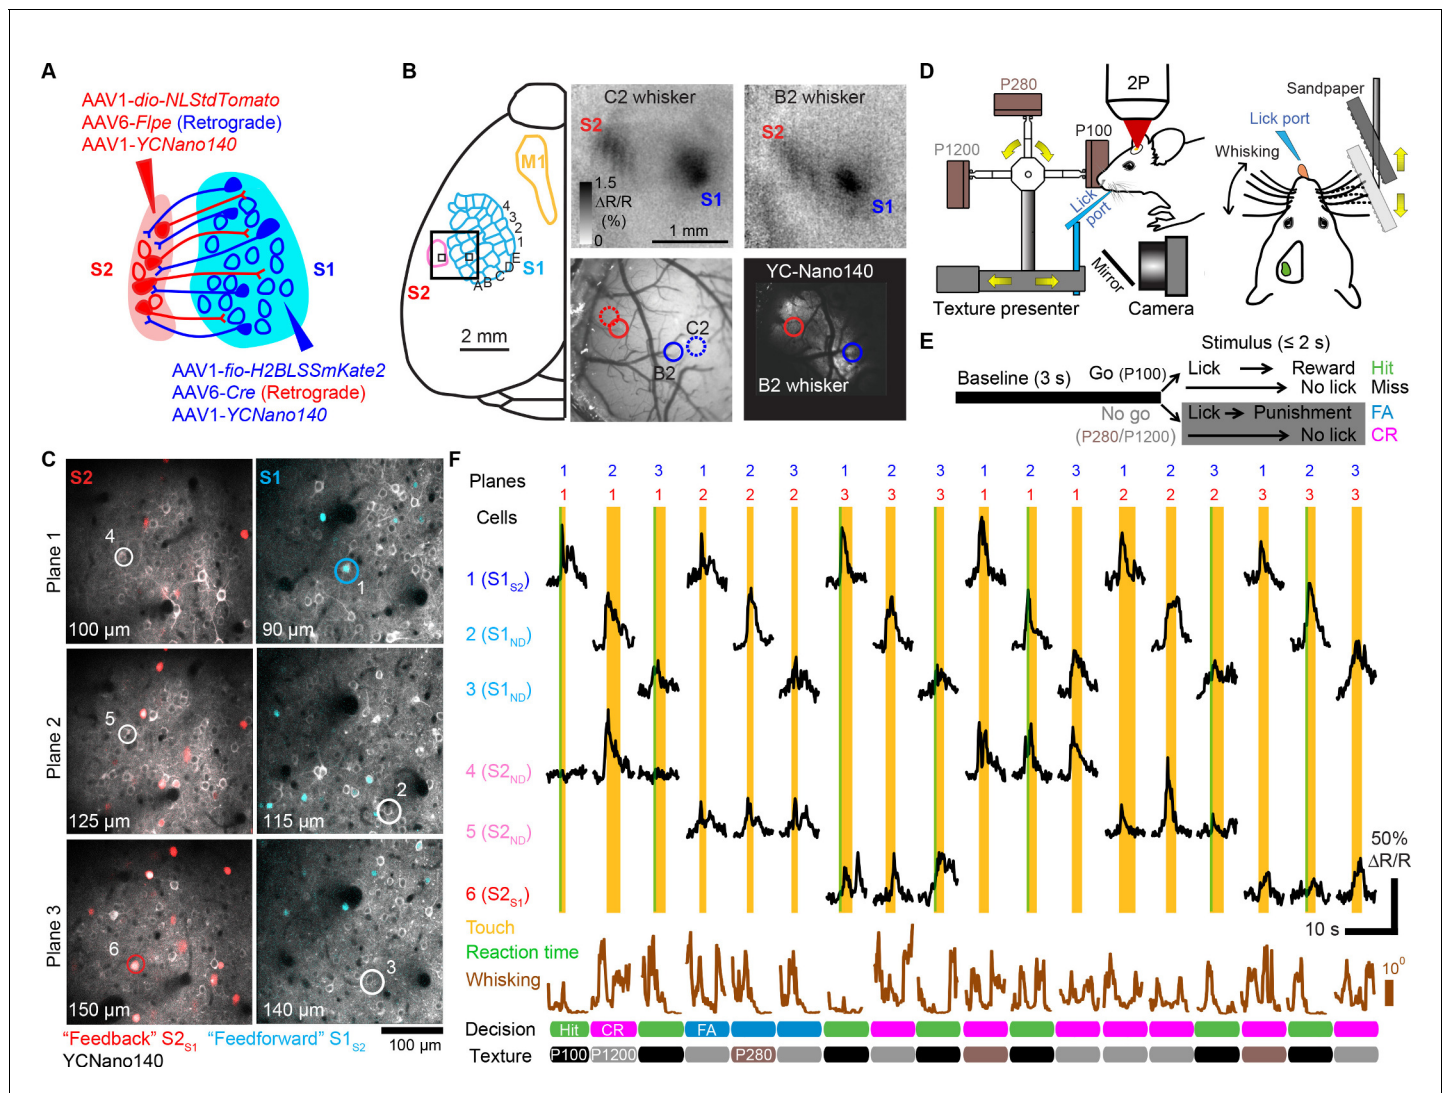 A
AAV1-dio-NLStdTomato
AAV6-Flpe (Retrograde)
AAV1-YCNano140
S2
S1
AAV1-fio-H2BLSSmKate2
AAV6-Cre (Retrograde)
AAV1-YCNano140
B
M1
4
3
2
1
E
D
C
B
A
S1
S2
2 mm
C2 whisker
S2
1.5
ΔR/R
(%)
0
S1
1 mm
B2 whisker
S2
S1
C2
B2
YC-Nano140
B2 whisker
C
S2
S1
Plane 1
4
1
100 µm
90 µm
Plane 2
5
2
125 µm
115 µm
Plane 3
6
3
150 µm
140 µm
"Feedback" S2S1
"Feedforward" S1S2
YCNano140
100 µm
D
P280
2P
P1200
P100
Lick port
Mirror
Texture presenter
Camera
Sandpaper
Lick port
Whisking
E
Stimulus (≤ 2 s)
Baseline (3 s)
Go (P100)
Lick
Reward
Hit
No lick
Miss
No go
(P280/P1200)
Lick
Punishment
FA
No lick
CR
F
Planes
1 2 3 1 2 3 1 2 3 1 2 3 1 2 3 1 2 3
1 1 1 2 2 2 3 3 3 1 1 1 2 2 2 3 3 3
Cells
1 (S1S2)
2 (S1ND)
3 (S1ND)
4 (S2ND)
5 (S2ND)
6 (S2S1)
50%
ΔR/R
10 s
Touch
Reaction time
Whisking
10⁰
Decision
Hit
CR
FA
Texture
P100
P1200
P280